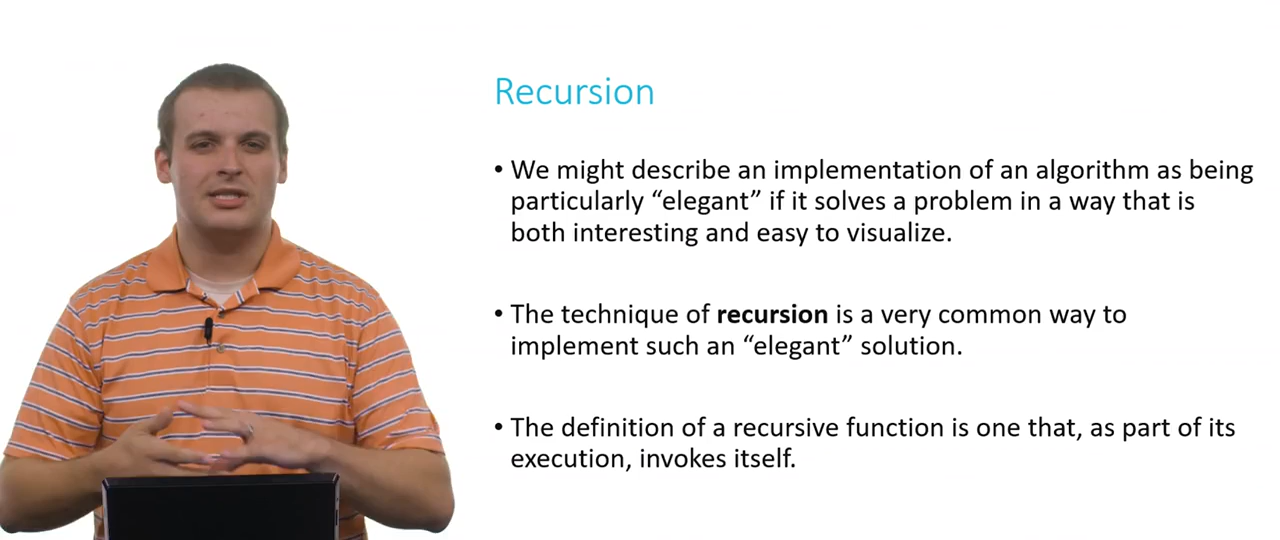 Recursion
• We might describe an implementation of an algorithm as being
particularly “elegant” if it solves a problem in a way that is
both interesting and easy to visualize.
• The technique of recursion is a very common way to
implement such an “elegant” solution.
• The definition of a recursive function is one that, as part of its
execution, invokes itself.